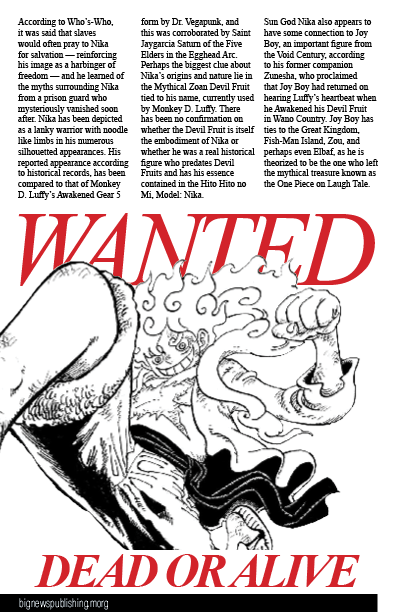 According to Who's-Who,
it was said that slaves
would often pray to Nika
for salvation — reinforcing
his image as a harbinger of
freedom — and he learned of
the myths surrounding Nika
from a prison guard who
mysteriously vanished soon
after. Nika has been depicted
as a lanky warrior with noodle
like limbs in his numerous
silhouetted appearances. His
reported appearance according
to historical records, has been
compared to that of Monkey
D. Luffy's Awakened Gear 5
form by Dr. Vegapunk, and
this was corroborated by Saint
Jaygarcia Saturn of the Five
Elders in the Egghead Arc.
Perhaps the biggest clue about
Nika's origins and nature lie in
the Mythical Zoan Devil Fruit
tied to his name, currently used
by Monkey D. Luffy. There
has been no confirmation on
whether the Devil Fruit is itself
the embodiment of Nika or
whether he was a real historical
figure who predates Devil
Fruits and has his essence
contained in the Hito Hito no
Mi, Model: Nika.
Sun God Nika also appears to
have some connection to Joy
Boy, an important figure from
the Void Century, according
to his former companion
Zunesha, who proclaimed
that Joy Boy had returned on
hearing Luffy's heartbeat when
he Awakened his Devil Fruit
in Wano Country. Joy Boy has
ties to the Great Kingdom,
Fish-Man Island, Zou, and
perhaps even Elbaf, as he is
theorized to be the one who left
the mythical treasure known as
the One Piece on Laugh Tale.
WANTED
DEAD OR ALIVE
bignewspublishing.morg